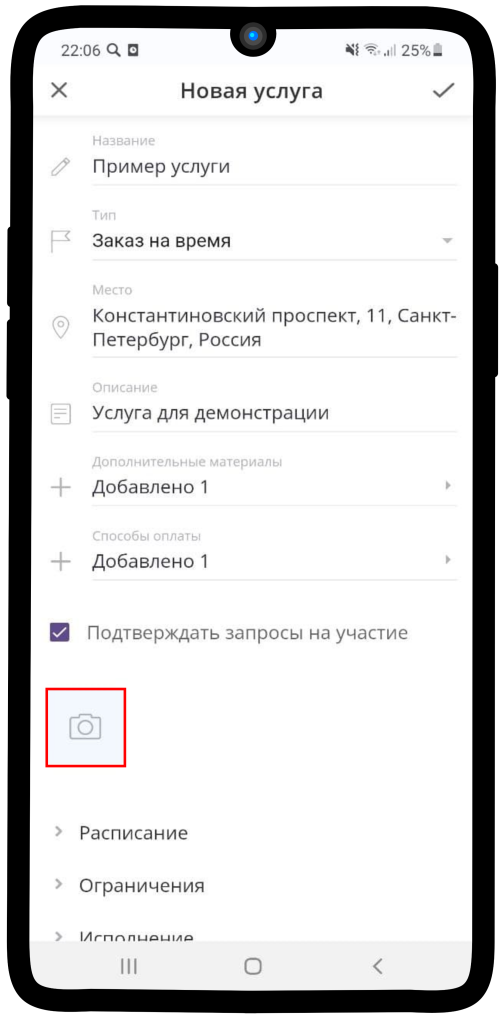 22:06 25%
Новая услуга
Название
Пример услуги
Тип
Заказ на время
Место
Константиновский проспект, 11, Санкт-
Петербург, Россия
Описание
Услуга для демонстрации
Дополнительные материалы
Добавлено 1
Способы оплаты
Добавлено 1
Подтверждать запросы на участие
Расписание
Ограничения
Исполнение